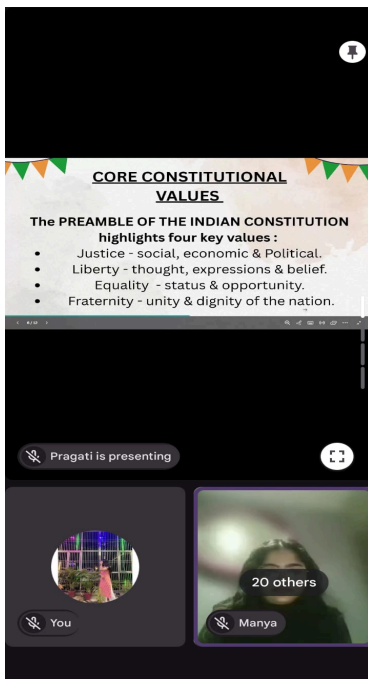 CORE CONSTITUTIONAL
VALUES
The PREAMBLE OF THE INDIAN CONSTITUTION
highlights four key values :
• Justice - social, economic & Political.
• Liberty - thought, expressions & belief.
• Equality - status & opportunity.
• Fraternity - unity & dignity of the nation.
Pragati is presenting
20 others
You
Manya